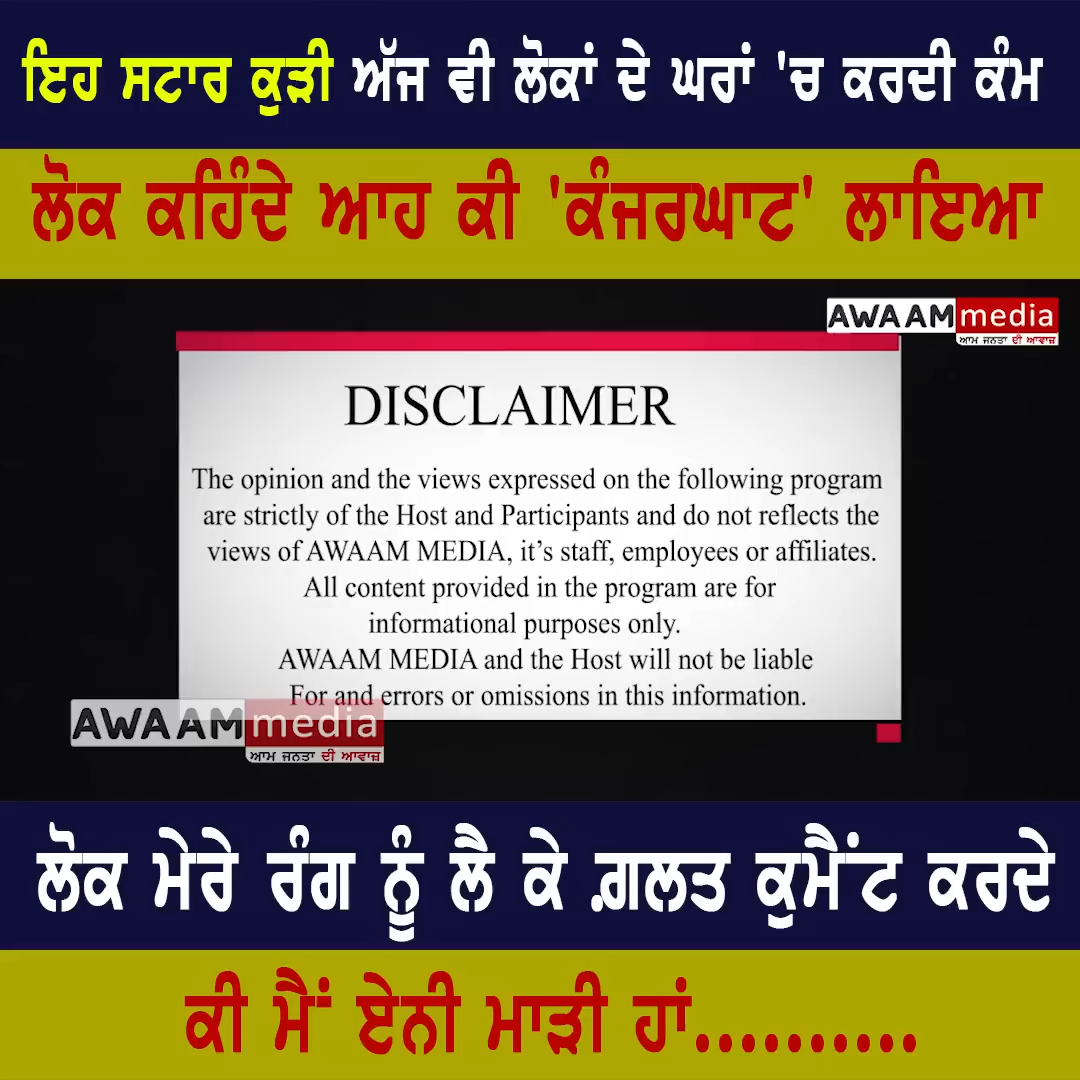 ਇਹ ਸਟਾਰ ਕੁੜੀ ਅੱਜ ਵੀ ਲੋਕਾਂ ਦੇ ਘਰਾਂ 'ਚ ਕਰਦੀ ਕੰਮ
ਲੋਕ ਕਹਿੰਦੇ ਆਹ ਕੀ 'ਕੰਜਰਘਾਟ' ਲਾਇਆ
AWAAM media
ਆਮ ਜਨਤਾ ਦੀ ਆਵਾਜ਼
DISCLAIMER
The opinion and the views expressed on the following program
are strictly of the Host and Participants and do not reflects the
views of AWAAM MEDIA, it's staff, employees or affiliates.
All content provided in the program are for
informational purposes only.
AWAAM MEDIA and the Host will not be liable
For and errors or omissions in this information.
AWAAM media
ਆਮ ਜਨਤਾ ਦੀ ਆਵਾਜ਼
ਲੋਕ ਮੇਰੇ ਰੰਗ ਨੂੰ ਲੈ ਕੇ ਗ਼ਲਤ ਕੁਮੈਂਟ ਕਰਦੇ
ਕੀ ਮੈਂ ਏਨੀ ਮਾੜੀ ਹਾਂ..........